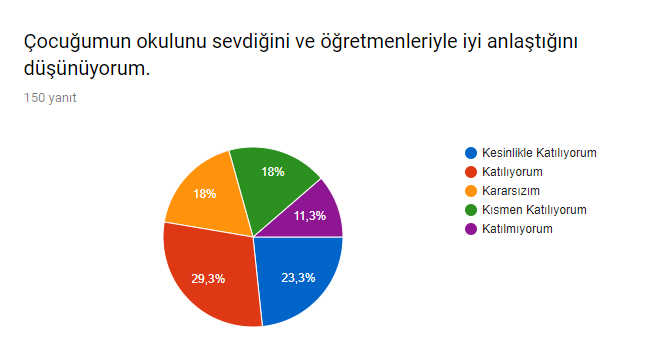 Çocuğumun okulunu sevdiğini ve öğretmenleriyle iyi anlaştığını
düşünüyorum.
150 yanıt
Kesinlikle Katılıyorum
Katılıyorum
Kararsızım
Kısmen Katılıyorum
Katılmıyorum
18%
18%
11,3%
29,3%
23,3%